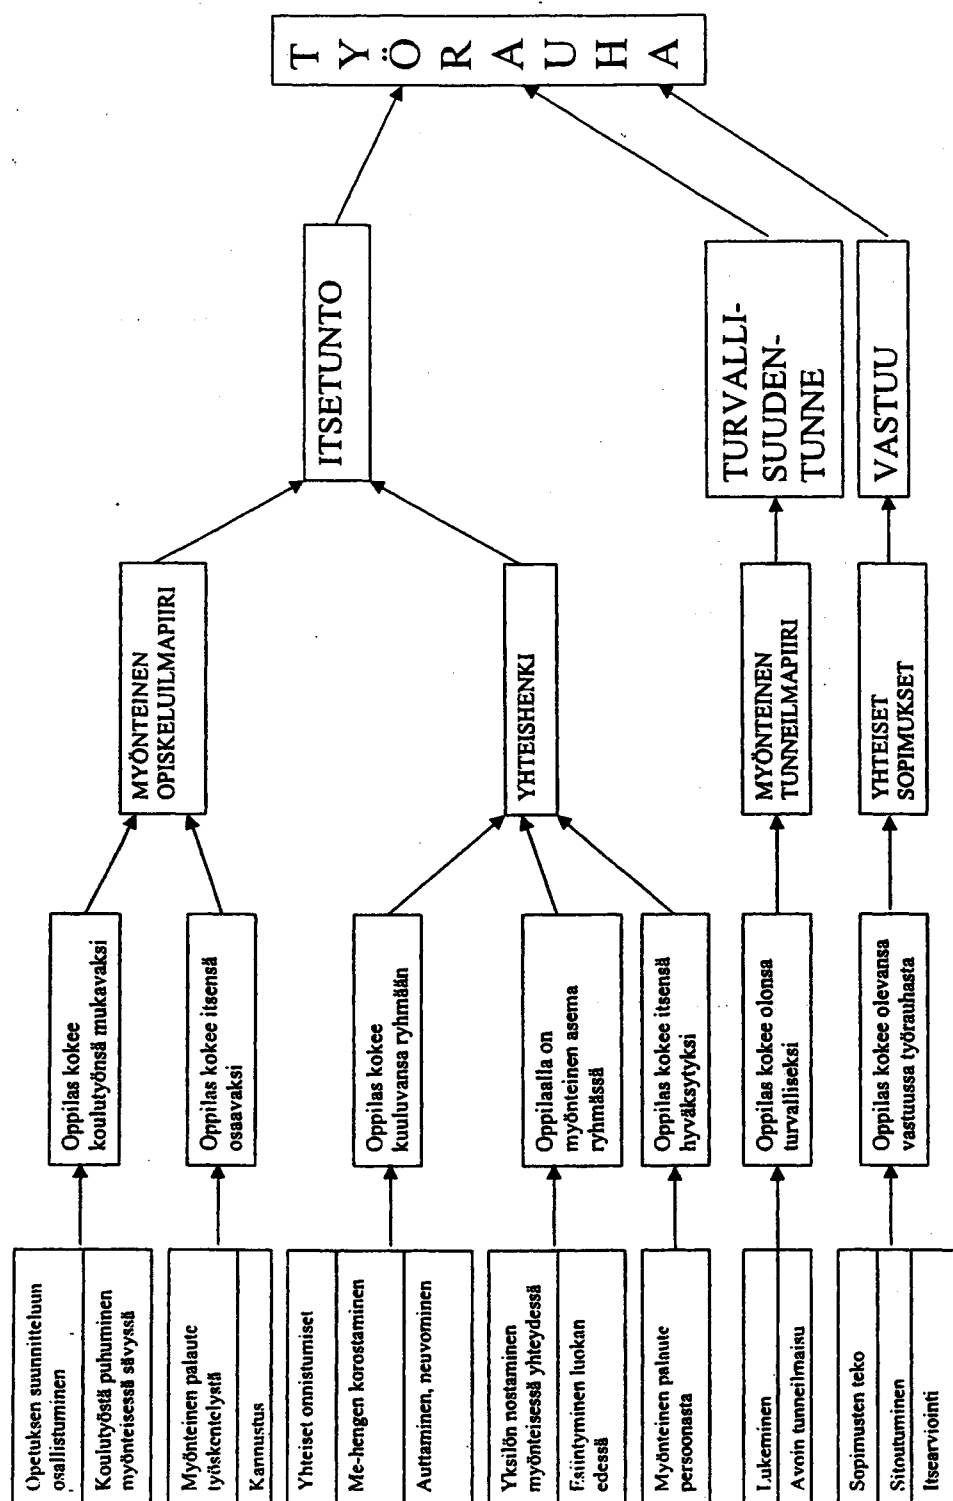 Opetuksen suunnitteluun
osallistuminen
Koulutyöstä puhuminen
myönteisessä sävyssä
Myönteinen palaute
työskentelystä
Kannustus
Yhteiset onnistumiset
Me-hengen korostaminen
Auttaminen, neuvominen
Yksilön nostaminen
myönteisessä yhteydessä
Esiintyminen luokan
edessä
Myönteinen palaute
persoonasta
Lukeminen
Avoin tunneilmaisu
Sopimusten teko
Sitoutuminen
Itsearviointi
Oppilas kokee
koulutyönsä mukavaksi
Oppilas kokee itsensä
osaavaksi
Oppilas kokee
kuuluvansa ryhmään
Oppilaalla on
myönteinen asema
ryhmässä
Oppilas kokee itsensä
hyväksytyksi
Oppilas kokee olonsa
turvalliseksi
Oppilas kokee olevansa
vastuussa työrauhasta
MYÖNTEINEN
OPISKELUILMAPIIRI
YHTEISHENKI
MYÖNTEINEN
TUNNEILMAPIIRI
YHTEISET
SOPIMUKSET
ITSETUNTO
TURVALLI-
SUUDEN-
TUNNE
VASTUU
TYÖRAUHA